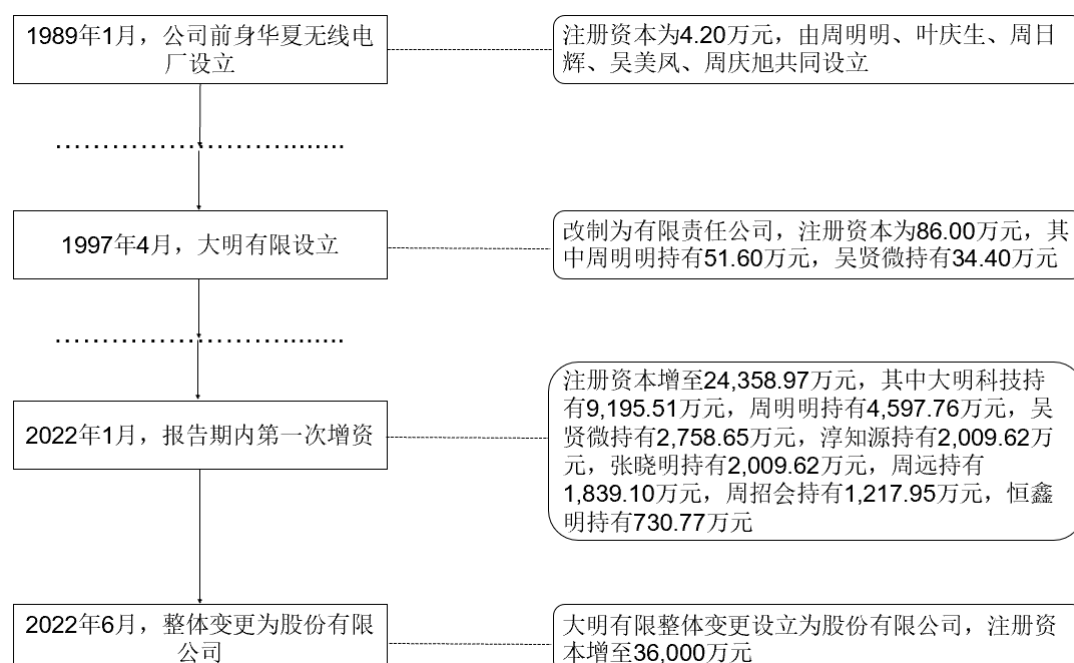 1989年1月，公司前身华夏无线电
厂设立
注册资本为4.20万元，由周明明、叶庆生、周日
辉、吴美凤、周庆旭共同设立
1997年4月，大明有限设立
改制为有限责任公司，注册资本为86.00万元，其
中周明明持有51.60万元，吴贤微持有34.40万元
2022年1月，报告期内第一次增资
注册资本增至24,358.97万元，其中大明科技持
有9,195.51万元，周明明持有4,597.76万元，吴
贤微持有2,758.65万元，淳知源持有2,009.62万
元，张晓明持有2,009.62万元，周远持有
1,839.10万元，周招会持有1,217.95万元，恒鑫
明持有730.77万元
2022年6月，整体变更为股份有限
公司
大明有限整体变更设立为股份有限公司，注册资
本增至36,000万元